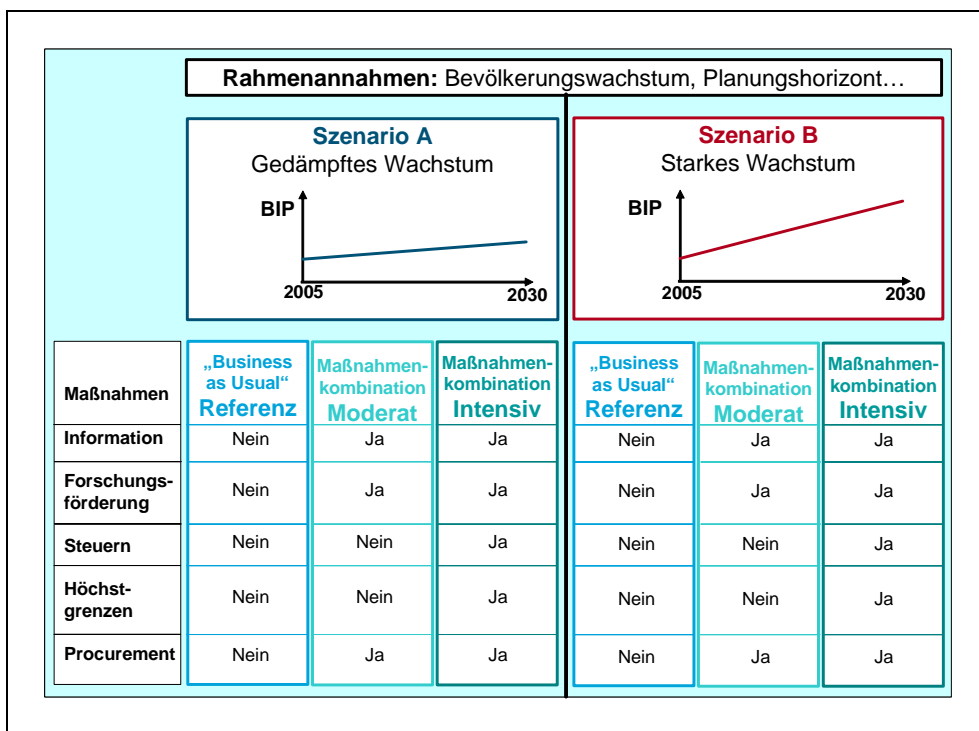 Rahmenannahmen: Bevölkerungswachstum, Planungshorizont…
Szenario A
Gedämpftes Wachstum
BIP
2005
2030
Szenario B
Starkes Wachstum
BIP
2005
2030
Maßnahmen
„Business
as Usual“
Referenz
Maßnahmen-
kombination
Moderat
Maßnahmen-
kombination
Intensiv
„Business
as Usual“
Referenz
Maßnahmen-
kombination
Moderat
Maßnahmen-
kombination
Intensiv
Information Nein Ja Ja Nein Ja Ja
Forschungs-
förderung Nein Ja Ja Nein Ja Ja
Steuern Nein Nein Ja Nein Nein Ja
Höchst-
grenzen Nein Nein Ja Nein Nein Ja
Procurement Nein Ja Ja Nein Ja Ja